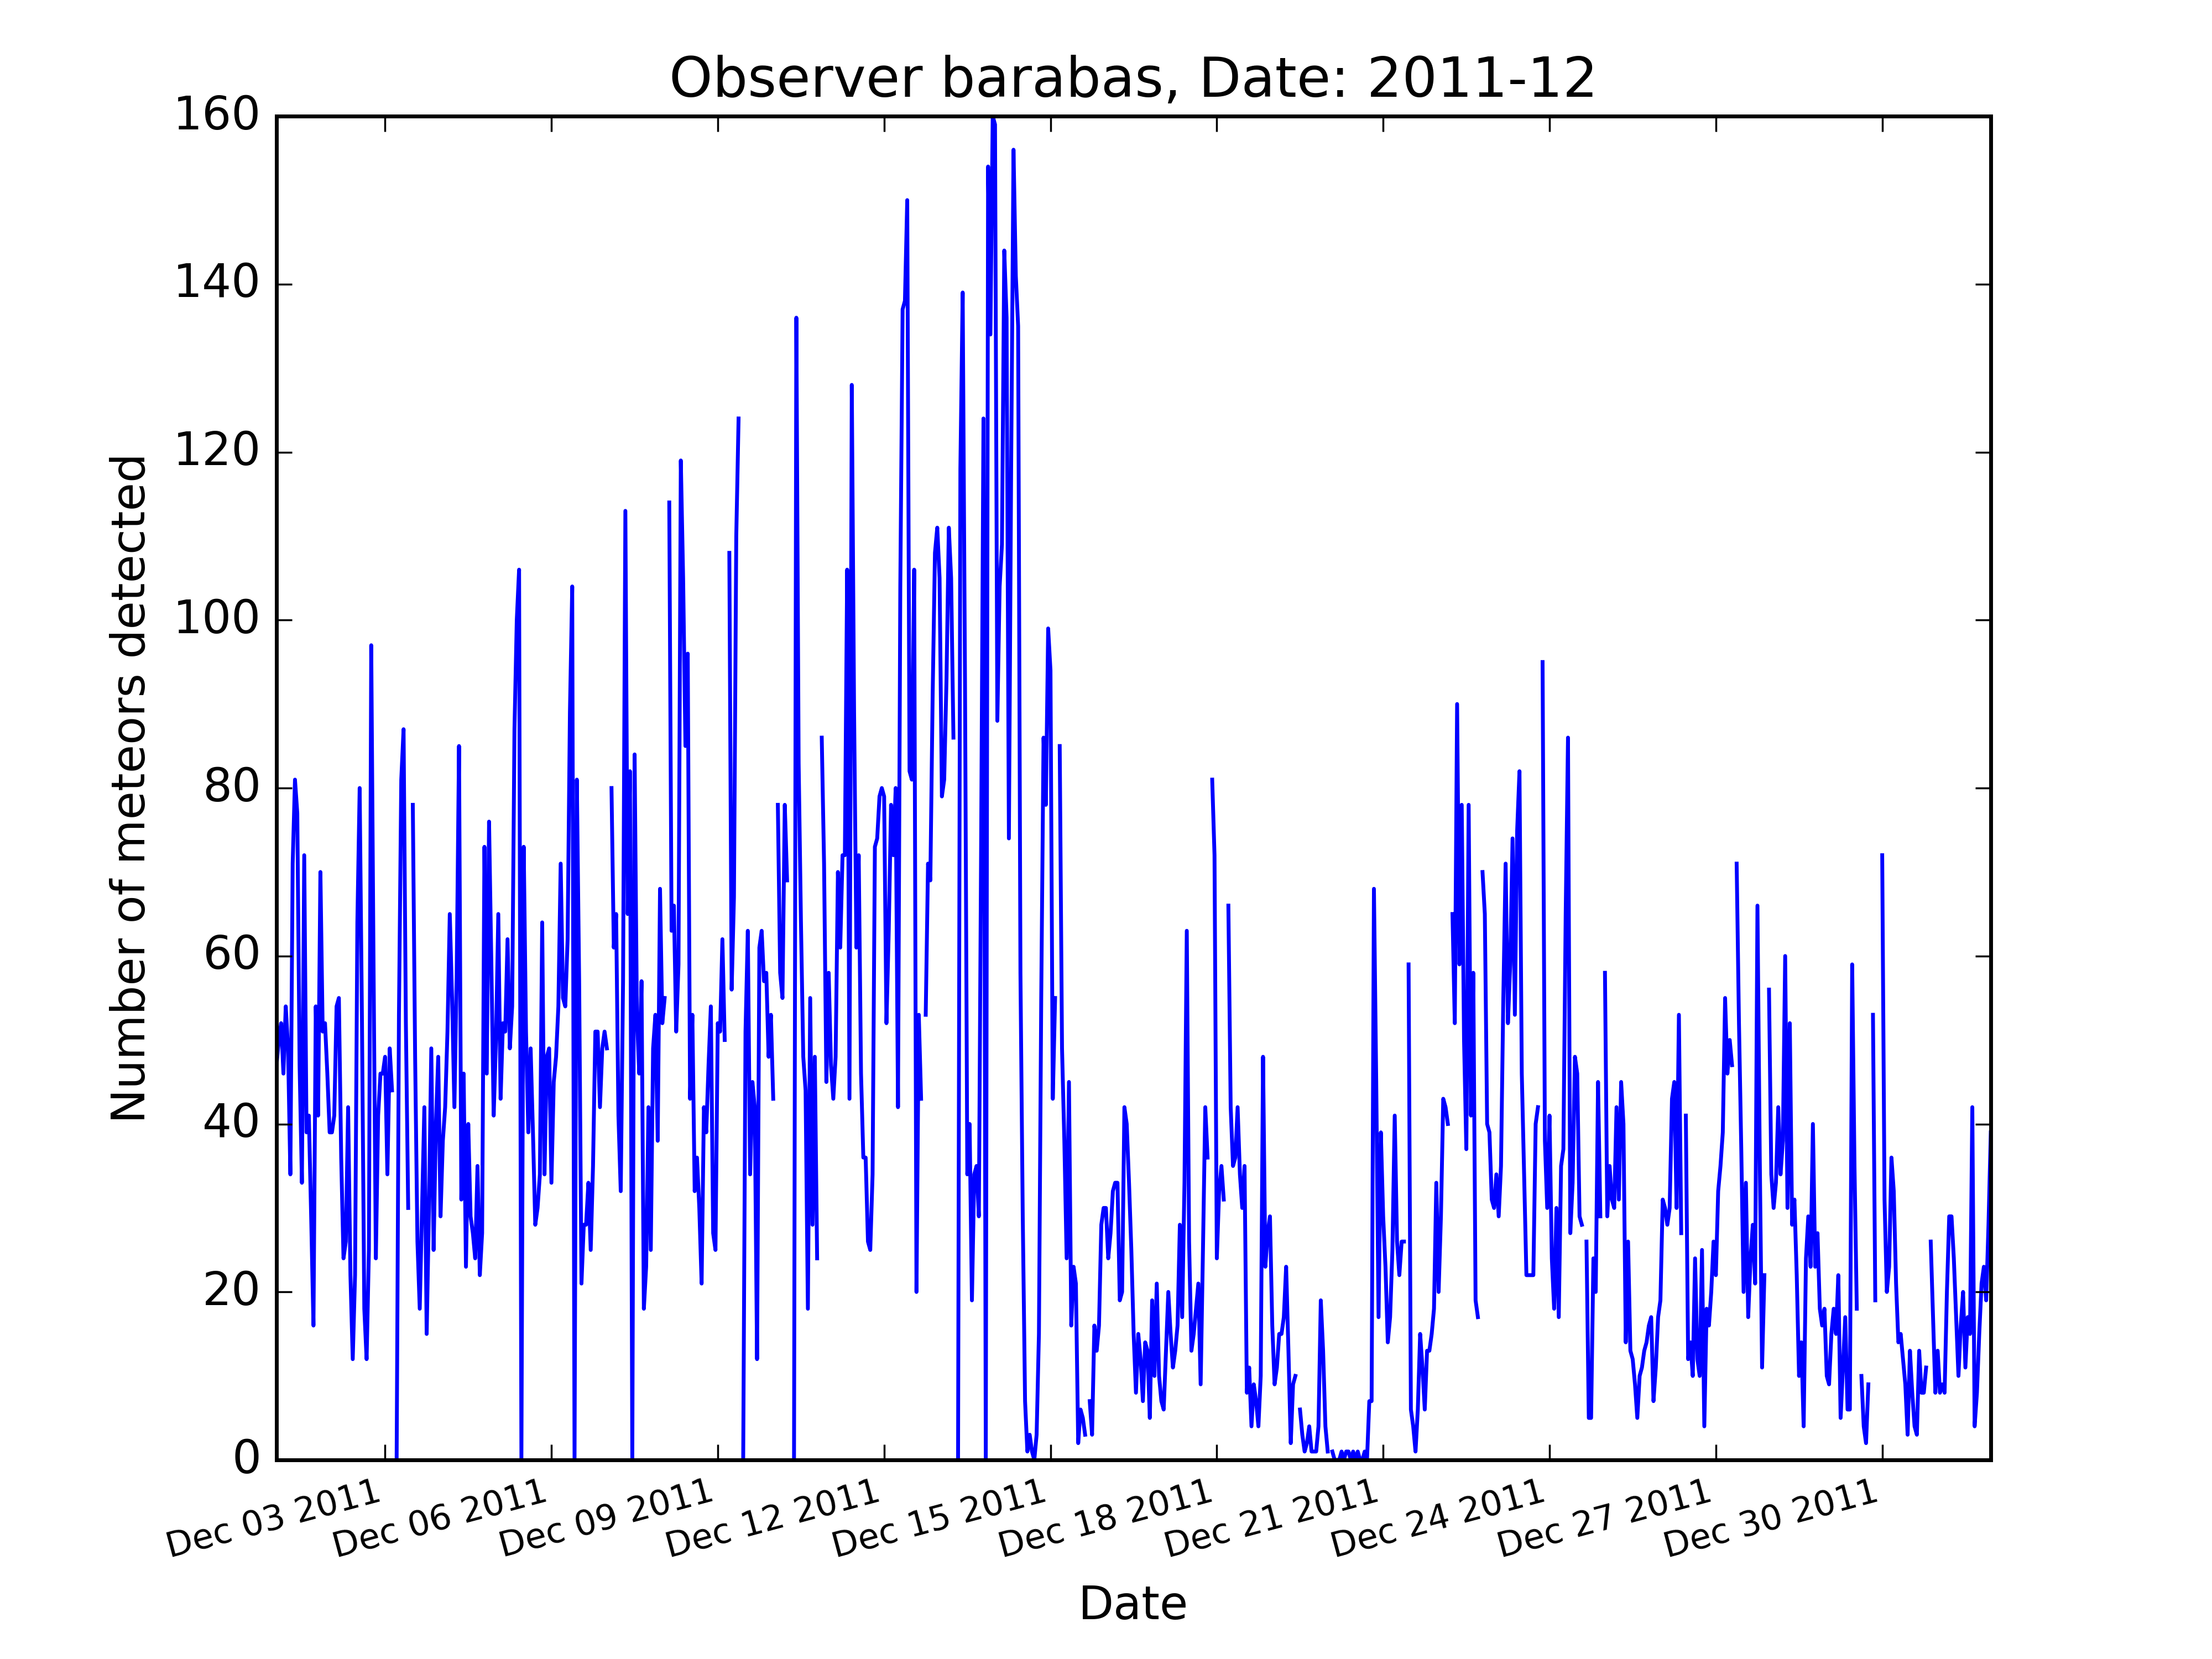 Observer barabas, Date: 2011-12
160
140
120
100
80
60
40
20
0
Number of meteors detected
Dec 03 2011
Dec 06 2011
Dec 09 2011
Dec 12 2011
Dec 15 2011
Dec 18 2011
Dec 21 2011
Dec 24 2011
Dec 27 2011
Dec 30 2011
Date